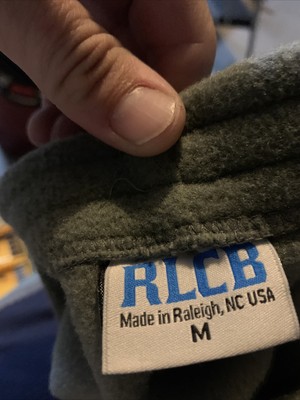 RLCB
Made in Raleigh, NC USA
M